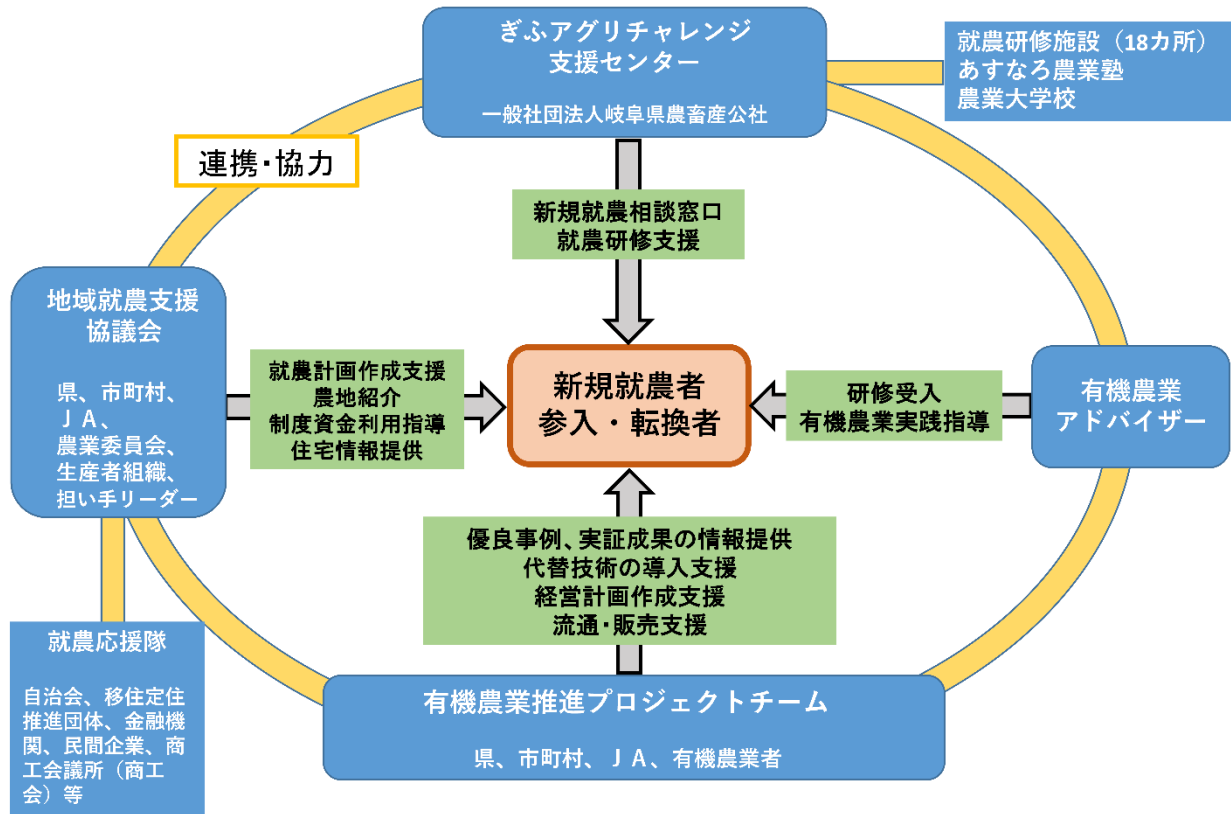 ぎふアグリチャレンジ
支援センター
一般社団法人岐阜県農畜産公社
就農研修施設（18カ所）
あすなろ農業塾
農業大学校
連携・協力
新規就農相談窓口
就農研修支援
地域就農支援
協議会
県、市町村、
ＪＡ、
農業委員会、
生産者組織、
担い手リーダー
就農計画作成支援
農地紹介
制度資金利用指導
住宅情報提供
新規就農者
参入・転換者
研修受入
有機農業実践指導
有機農業
アドバイザー
優良事例、実証成果の情報提供
代替技術の導入支援
経営計画作成支援
流通・販売支援
就農応援隊
自治会、移住定住
推進団体、金融機
関、民間企業、商
工会議所（商工
会）等
有機農業推進プロジェクトチーム
県、市町村、ＪＡ、有機農業者